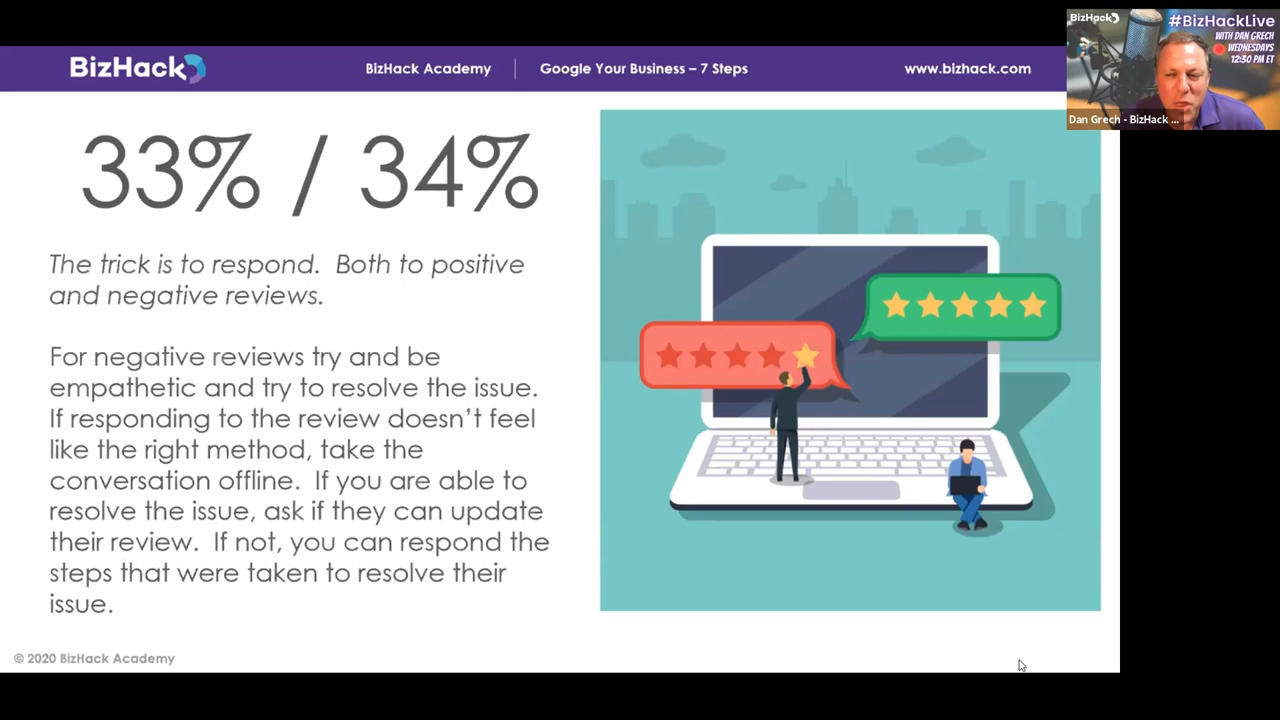 BizHack
BizHack Academy
Google Your Business – 7 Steps
www.bizhack.com
BizHack
#BizHackLive
WITH DAN GRECH
WEDNESDAYS
12:30 PM ET
Dan Grech - BizHack ...
33% / 34%
The trick is to respond.  Both to positive
and negative reviews.
For negative reviews try and be
empathetic and try to resolve the issue.
If responding to the review doesn't feel
like the right method, take the
conversation offline.  If you are able to
resolve the issue, ask if they can update
their review.  If not, you can respond the
steps that were taken to resolve their
issue.
© 2020 BizHack Academy